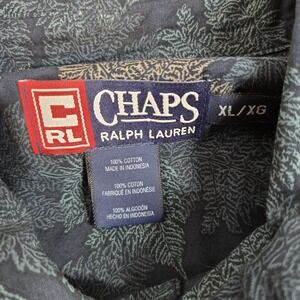 C
RL
CHAPS
RALPH LAUREN
XL/XG
100% COTTON
MADE IN INDONESIA
100% COTON
FABRIQUÉ EN INDONÉSIE
100% ALGODÓN
HECHO EN INDONESIA